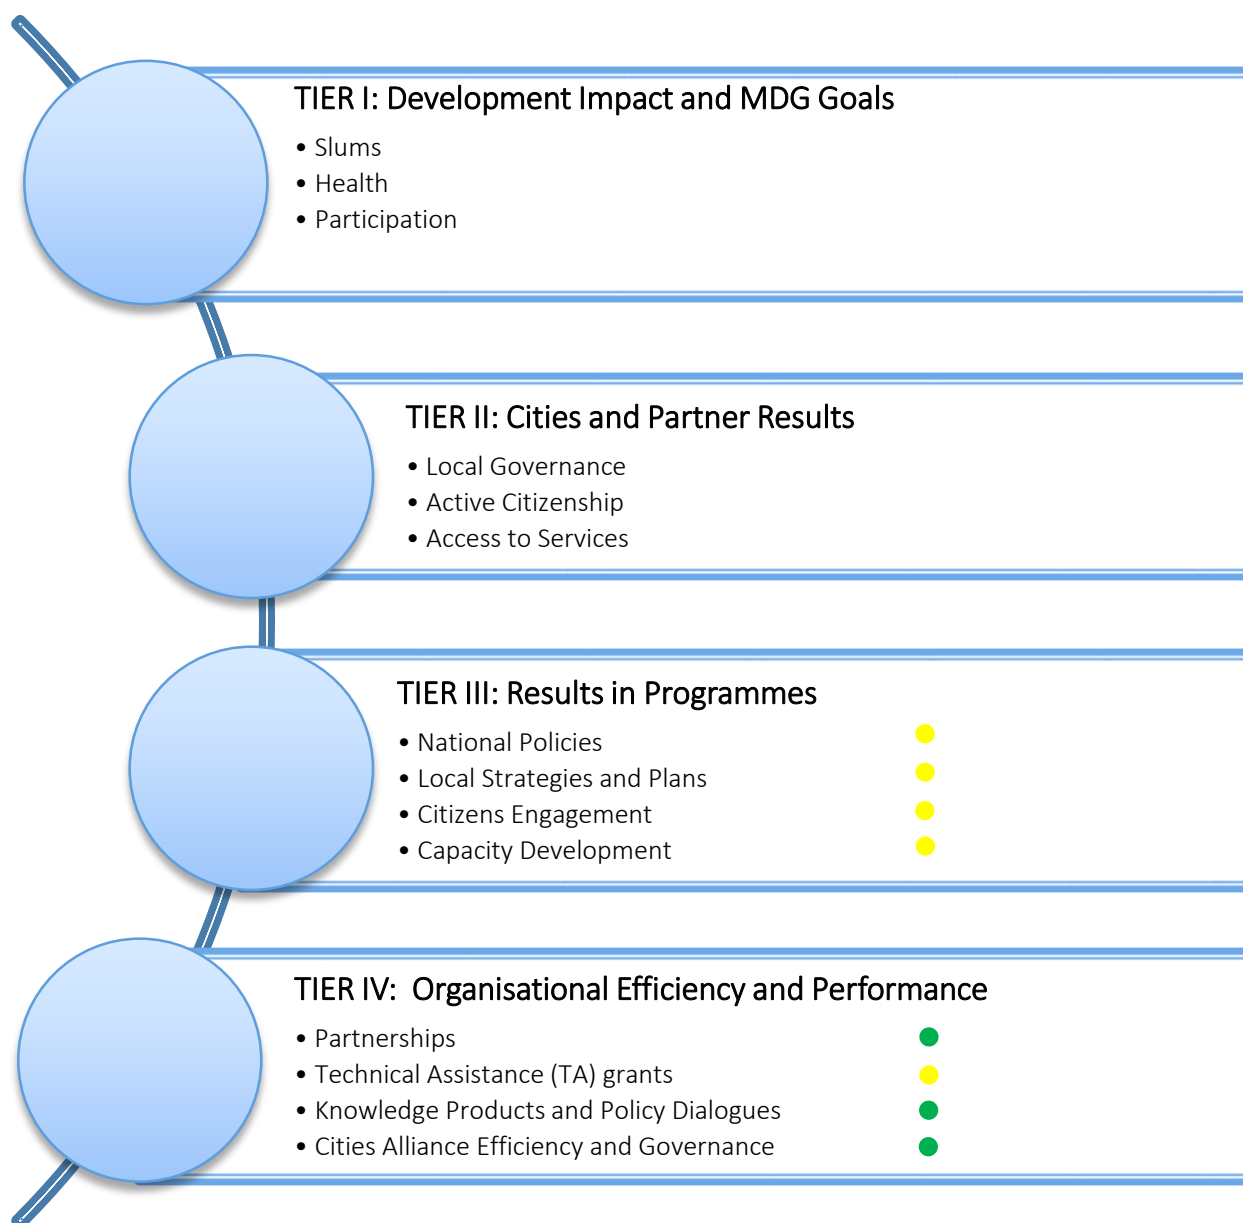 TIER I: Development Impact and MDG Goals
• Slums
• Health
• Participation
TIER II: Cities and Partner Results
• Local Governance
• Active Citizenship
• Access to Services
TIER III: Results in Programmes
• National Policies
• Local Strategies and Plans
• Citizens Engagement
• Capacity Development
TIER IV:  Organisational Efficiency and Performance
• Partnerships
• Technical Assistance (TA) grants
• Knowledge Products and Policy Dialogues
• Cities Alliance Efficiency and Governance